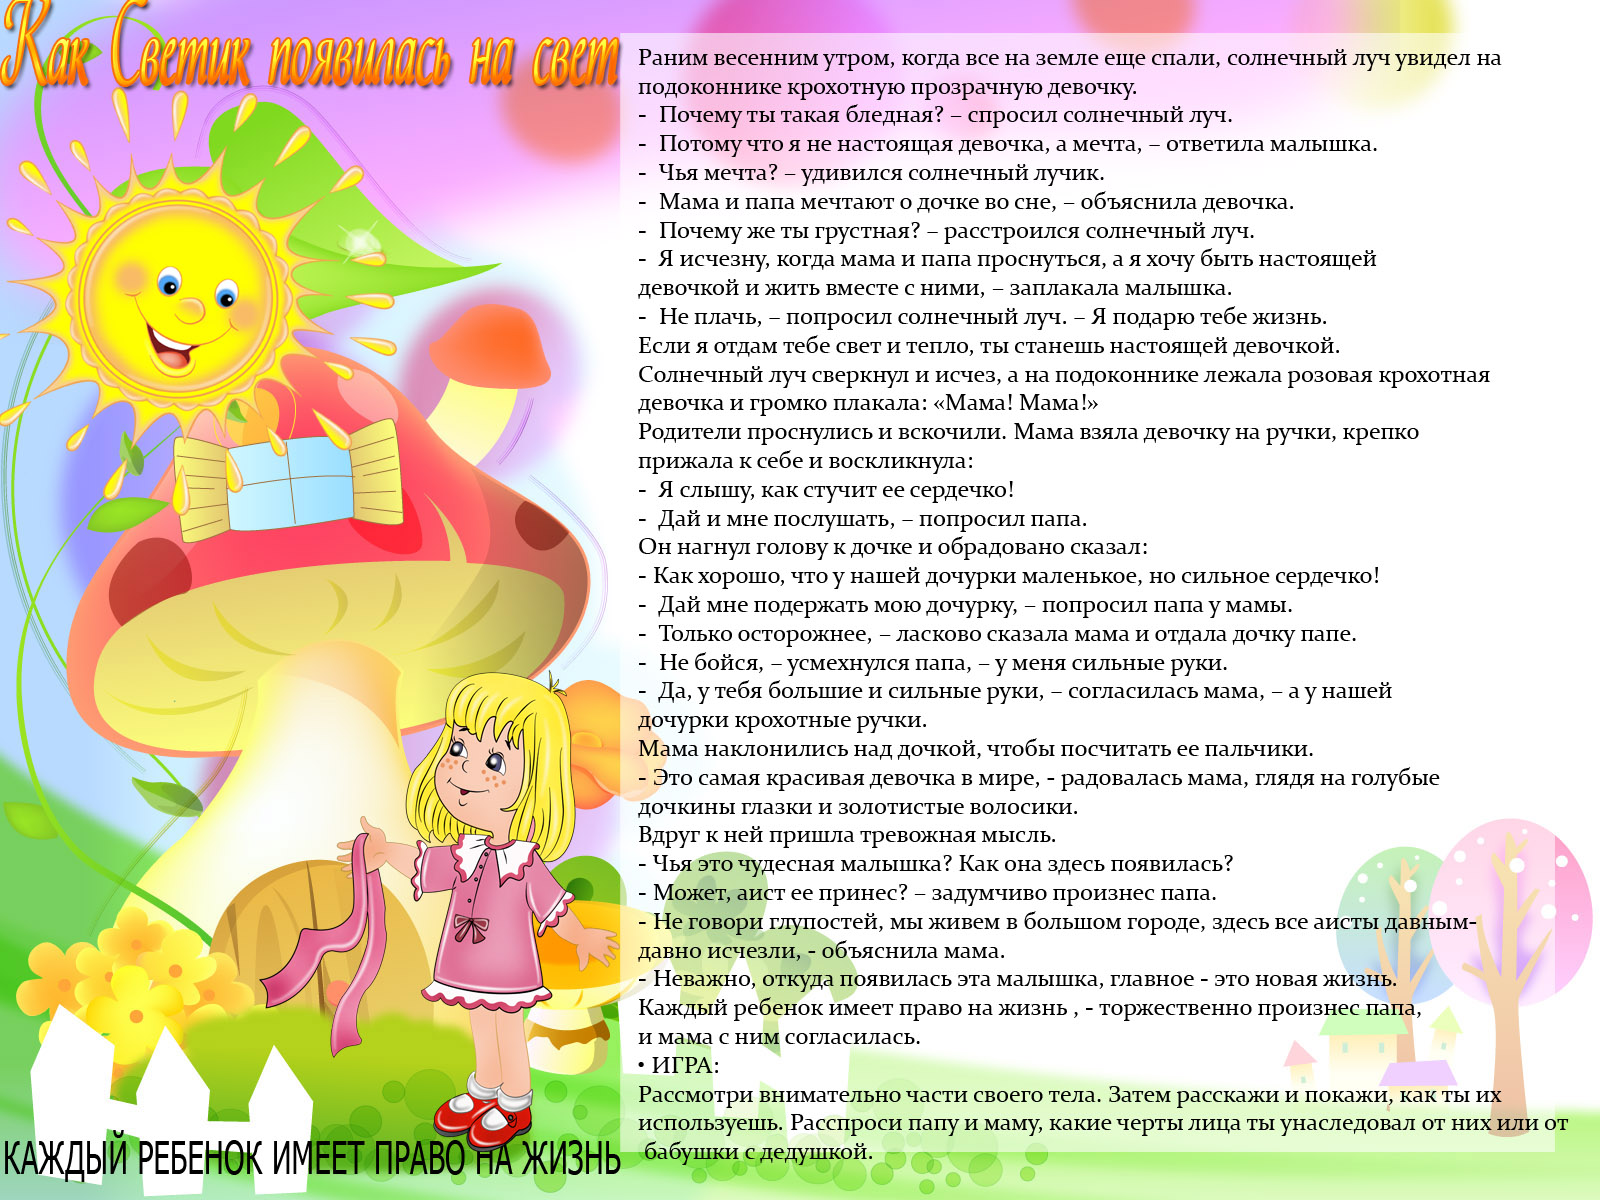 Как Светик появилась на свет
Раним весенним утром, когда все на земле еще спали, солнечный луч увидел на
подоконнике крохотную прозрачную девочку.
- Почему ты такая бледная? – спросил солнечный луч.
- Потому что я не настоящая девочка, а мечта, – ответила малышка.
- Чья мечта? – удивился солнечный лучик.
- Мама и папа мечтают о дочке во сне, – объяснила девочка.
- Почему же ты грустная? – расстроился солнечный луч.
- Я исчезну, когда мама и папа проснуться, а я хочу быть настоящей
девочкой и жить вместе с ними, – заплакала малышка.
- Не плачь, – попросил солнечный луч. – Я подарю тебе жизнь.
Если я отдам тебе свет и тепло, ты станешь настоящей девочкой.
Солнечный луч сверкнул и исчез, а на подоконнике лежала розовая крохотная
девочка и громко плакала: «Мама! Мама!»
Родители проснулись и вскочили. Мама взяла девочку на ручки, крепко
прижала к себе и воскликнула:
- Я слышу, как стучит ее сердечко!
- Дай и мне послушать, – попросил папа.
Он нагнул голову к дочке и обрадовано сказал:
- Как хорошо, что у нашей дочурки маленькое, но сильное сердечко!
- Дай мне подержать мою дочурку, – попросил папа у мамы.
- Только осторожнее, – ласково сказала мама и отдала дочку папе.
- Не бойся, – усмехнулся папа, – у меня сильные руки.
- Да, у тебя большие и сильные руки, – согласилась мама, – а у нашей
дочурки крохотные ручки.
Мама наклонились над дочкой, чтобы посчитать ее пальчики.
- Это самая красивая девочка в мире, - радовалась мама, глядя на голубые
дочкины глазки и золотистые волосики.
Вдруг к ней пришла тревожная мысль.
- Чья это чудесная малышка? Как она здесь появилась?
- Может, аист ее принес? – задумчиво произнес папа.
- Не говори глупостей, мы живем в большом городе, здесь все аисты давным-
давно исчезли, - объяснила мама.
- Неважно, откуда появилась эта малышка, главное - это новая жизнь.
Каждый ребенок имеет право на жизнь , - торжественно произнес папа,
и мама с ним согласилась.
• ИГРА:
Рассмотри внимательно части своего тела. Затем расскажи и покажи, как ты их
используешь. Расспроси папу и маму, какие черты лица ты унаследовал от них или от
бабушки с дедушкой.
КАЖДЫЙ РЕБЕНОК ИМЕЕТ ПРАВО НА ЖИЗНЬ